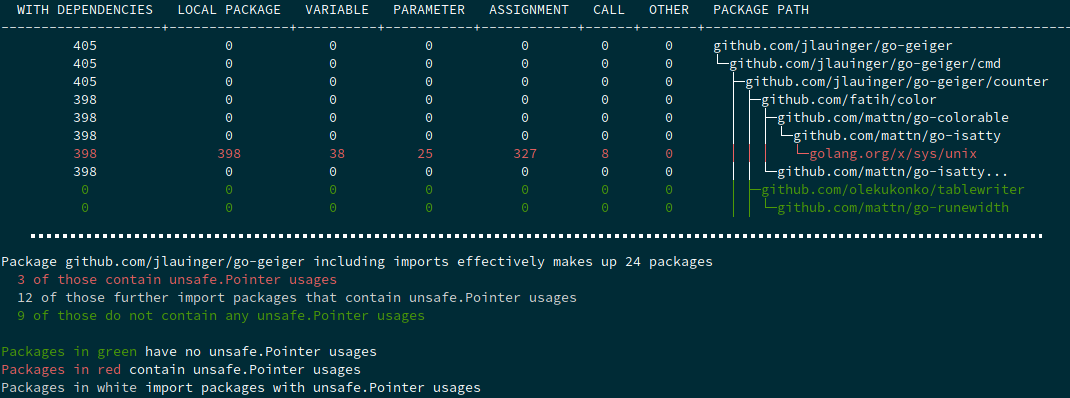 WITH DEPENDENCIES LOCAL PACKAGE VARIABLE PARAMETER ASSIGNMENT CALL OTHER PACKAGE PATH
405 0 0 0 0 0 0 github.com/jlauinger/go-geiger
405 0 0 0 0 0 0 └─github.com/jlauinger/go-geiger/cmd
405 0 0 0 0 0 0 ├─github.com/jlauinger/go-geiger/counter
398 0 0 0 0 0 0 │ ├─github.com/fatih/color
398 0 0 0 0 0 0 │ │ ├─github.com/mattn/go-colorable
398 0 0 0 0 0 0 │ │ │ └─github.com/mattn/go-isatty
398 398 38 25 327 8 0 │ │ │ └─golang.org/x/sys/unix
398 0 0 0 0 0 0 │ │ └─github.com/mattn/go-isatty...
0 0 0 0 0 0 0 │ ├─github.com/olekukonko/tablewriter
0 0 0 0 0 0 0 │ │ └─github.com/mattn/go-runewidth
Package github.com/jlauinger/go-geiger including imports effectively makes up 24 packages
3 of those contain unsafe.Pointer usages
12 of those further import packages that contain unsafe.Pointer usages
9 of those do not contain any unsafe.Pointer usages
Packages in green have no unsafe.Pointer usages
Packages in red contain unsafe.Pointer usages
Packages in white import packages with unsafe.Pointer usages